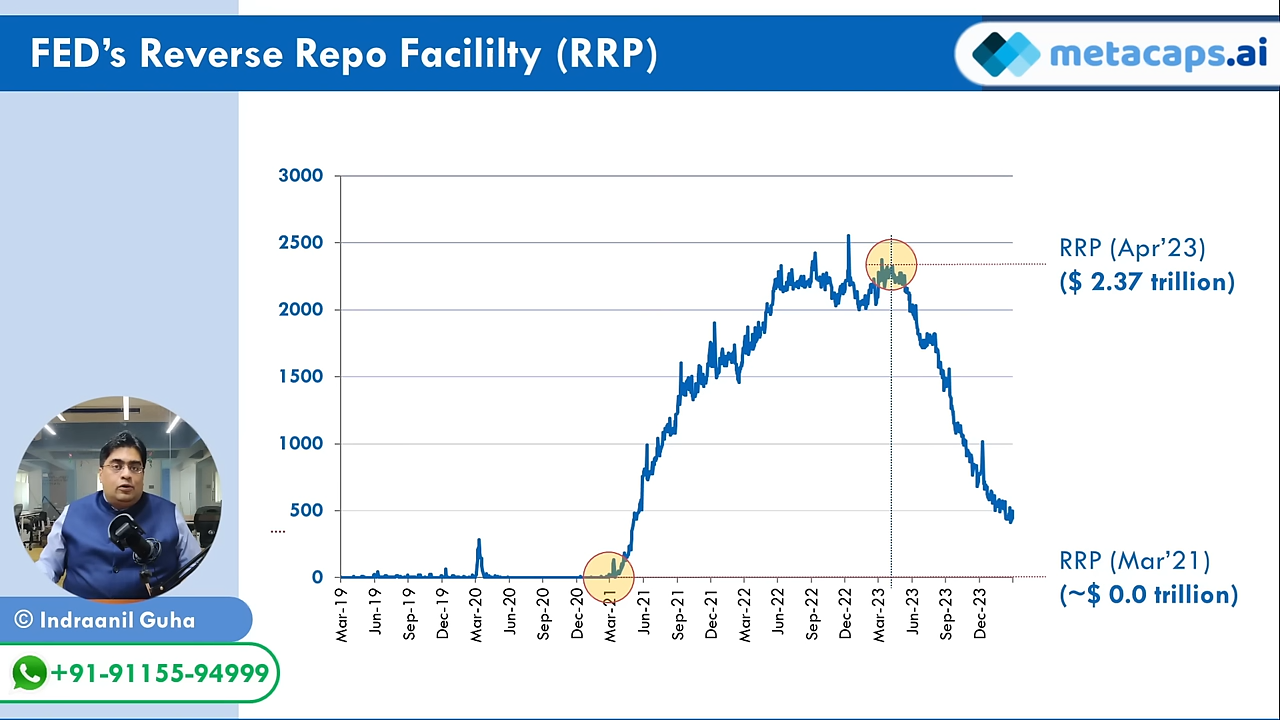 FED’s Reverse Repo Facililty (RRP)
metacaps.ai
3000
2500
2000
1500
1000
500
0
Mar-19
Jun-19
Sep-19
Dec-19
Mar-20
Jun-20
Sep-20
Dec-20
Mar-21
Jun-21
Sep-21
Dec-21
Mar-22
Jun-22
Sep-22
Dec-22
Mar-23
Jun-23
Sep-23
Dec-23
RRP (Apr’23)
($ 2.37 trillion)
RRP (Mar’21)
(~$ 0.0 trillion)
© Indraanil Guha
+91-91155-94999